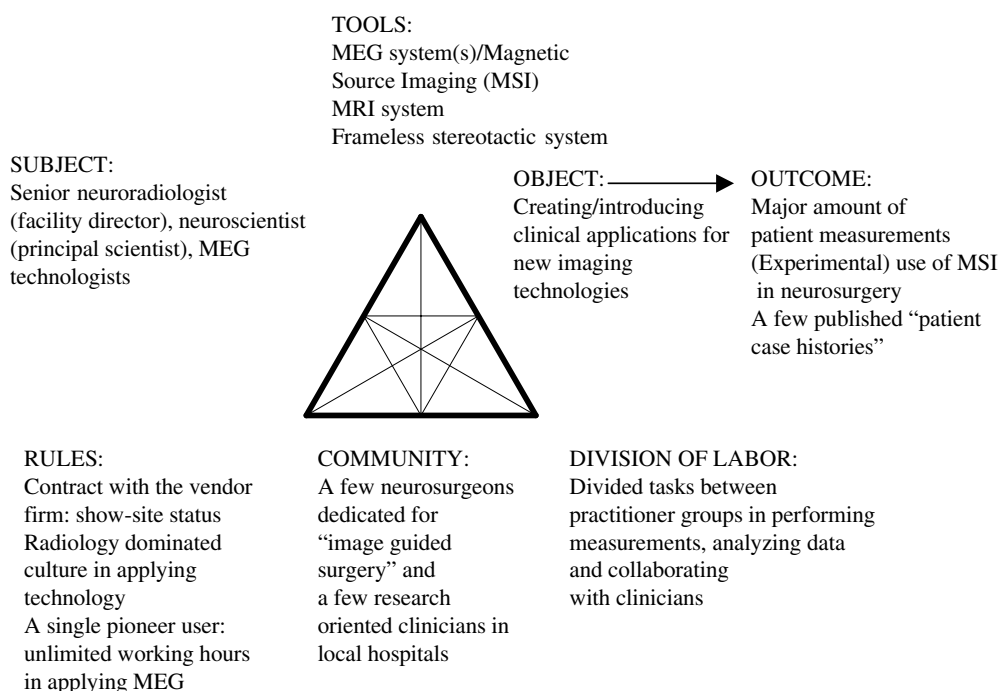 TOOLS:
MEG system(s)/Magnetic
Source Imaging (MSI)
MRI system
Frameless stereotactic system
SUBJECT:
Senior neuroradiologist
(facility director), neuroscientist
(principal scientist), MEG
technologists
OBJECT:
Creating/introducing
clinical applications for
new imaging
technologies
OUTCOME:
Major amount of
patient measurements
(Experimental) use of MSI
in neurosurgery
A few published “patient
case histories”
RULES:
Contract with the vendor
firm: show-site status
Radiology dominated
culture in applying
technology
A single pioneer user:
unlimited working hours
in applying MEG
COMMUNITY:
A few neurosurgeons
dedicated for
“image guided
surgery” and
a few research
oriented clinicians in
local hospitals
DIVISION OF LABOR:
Divided tasks between
practitioner groups in performing
measurements, analyzing data
and collaborating
with clinicians